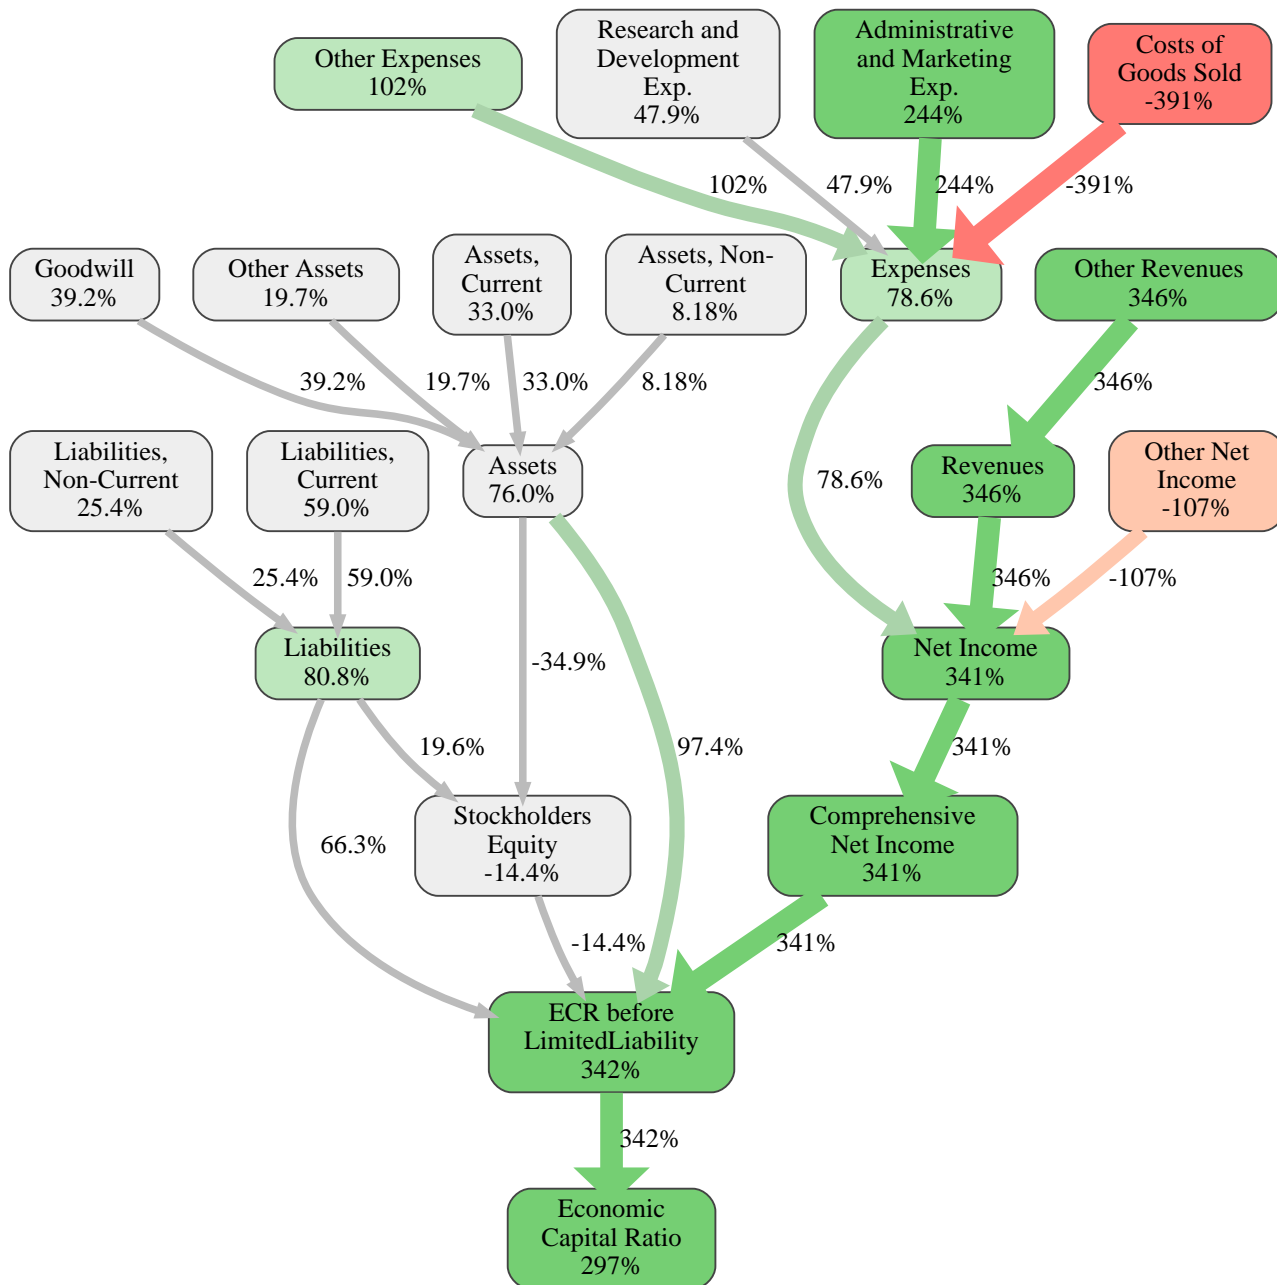 Other Expenses
102%
Research and
Development
Exp.
47.9%
Administrative
and Marketing
Exp.
244%
Costs of
Goods Sold
-391%
102%
47.9%
244%
-391%
Goodwill
39.2%
Other Assets
19.7%
Assets,
Current
33.0%
Assets, Non-
Current
8.18%
Expenses
78.6%
Other Revenues
346%
39.2%
19.7%
33.0%
8.18%
346%
Liabilities,
Non-Current
25.4%
Liabilities,
Current
59.0%
Assets
76.0%
78.6%
Revenues
346%
Other Net
Income
-107%
25.4%
59.0%
346%
-107%
Liabilities
80.8%
-34.9%
Net Income
341%
19.6%
97.4%
341%
66.3%
Stockholders
Equity
-14.4%
Comprehensive
Net Income
341%
-14.4%
341%
ECR before
LimitedLiability
342%
342%
Economic
Capital Ratio
297%